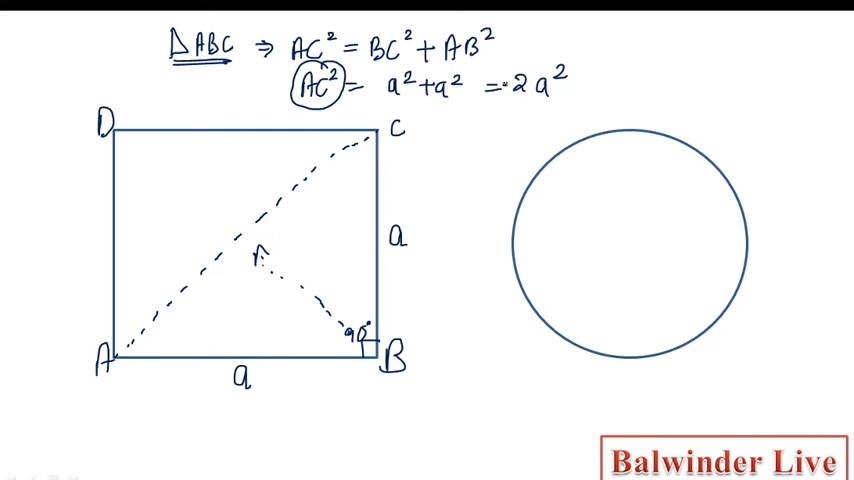 △ABC ⇒ AC² = BC² + AB²
AC² = a² + a² = 2a²
D
C
a
90°
A
B
a
Balwinder Live